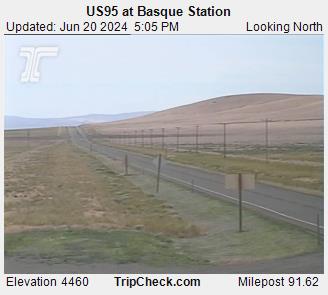 US95 at Basque Station
Updated: Jun 20 2024 5:05 PM Looking North
Elevation 4460 TripCheck.com Milepost 91.62